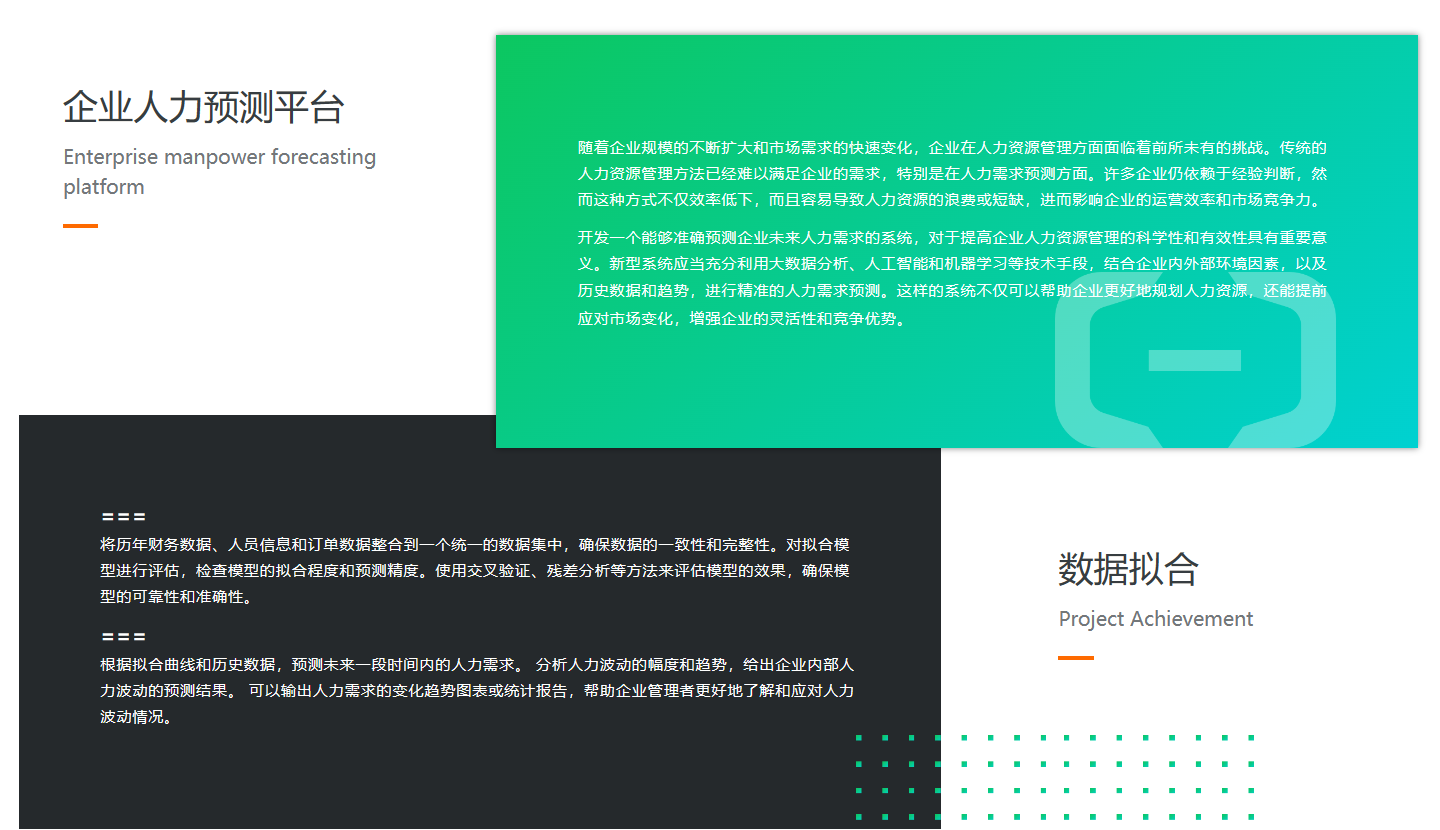 企业人力预测平台
Enterprise manpower forecasting
platform
随着企业规模的不断扩大和市场需求的快速变化，企业在人力资源管理方面面临着前所未有的挑战。传统的
人力资源管理方法已经难以满足企业的需求，特别是在人力需求预测方面。许多企业仍依赖于经验判断，然
而这种方式不仅效率低下，而且容易导致人力资源的浪费或短缺，进而影响企业的运营效率和市场竞争力。
开发一个能够准确预测企业未来人力需求的系统，对于提高企业人力资源管理的科学性和有效性具有重要意
义。新型系统应当充分利用大数据分析、人工智能和机器学习等技术手段，结合企业内外部环境因素，以及
历史数据和趋势，进行精准的人力需求预测。这样的系统不仅可以帮助企业更好地规划人力资源，还能提前
应对市场变化，增强企业的灵活性和竞争优势。
===
将历年财务数据、人员信息和订单数据整合到一个统一的数据集中，确保数据的一致性和完整性。对拟合模
型进行评估，检查模型的拟合程度和预测精度。使用交叉验证、残差分析等方法来评估模型的效果，确保模
型的可靠性和准确性。
===
根据拟合曲线和历史数据，预测未来一段时间内的人力需求。 分析人力波动的幅度和趋势，给出企业内部人
力波动的预测结果。 可以输出人力需求的变化趋势图表或统计报告，帮助企业管理者更好地了解和应对人力
波动情况。
数据拟合
Project Achievement